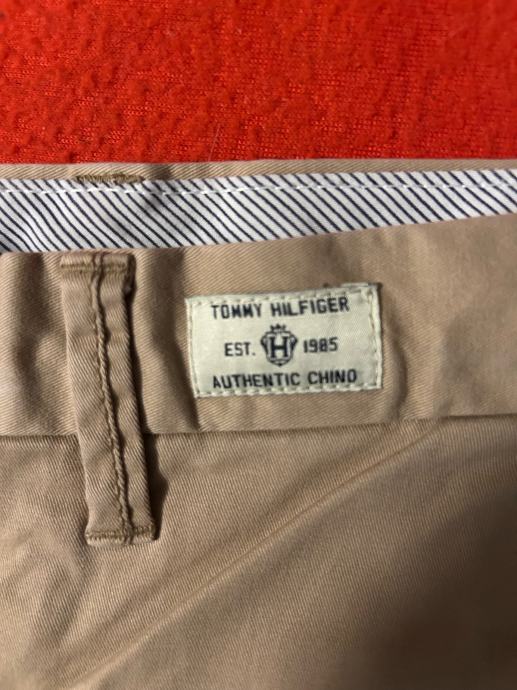 TOMMY HILFIGER
EST. H 1985
AUTHENTIC CHINO